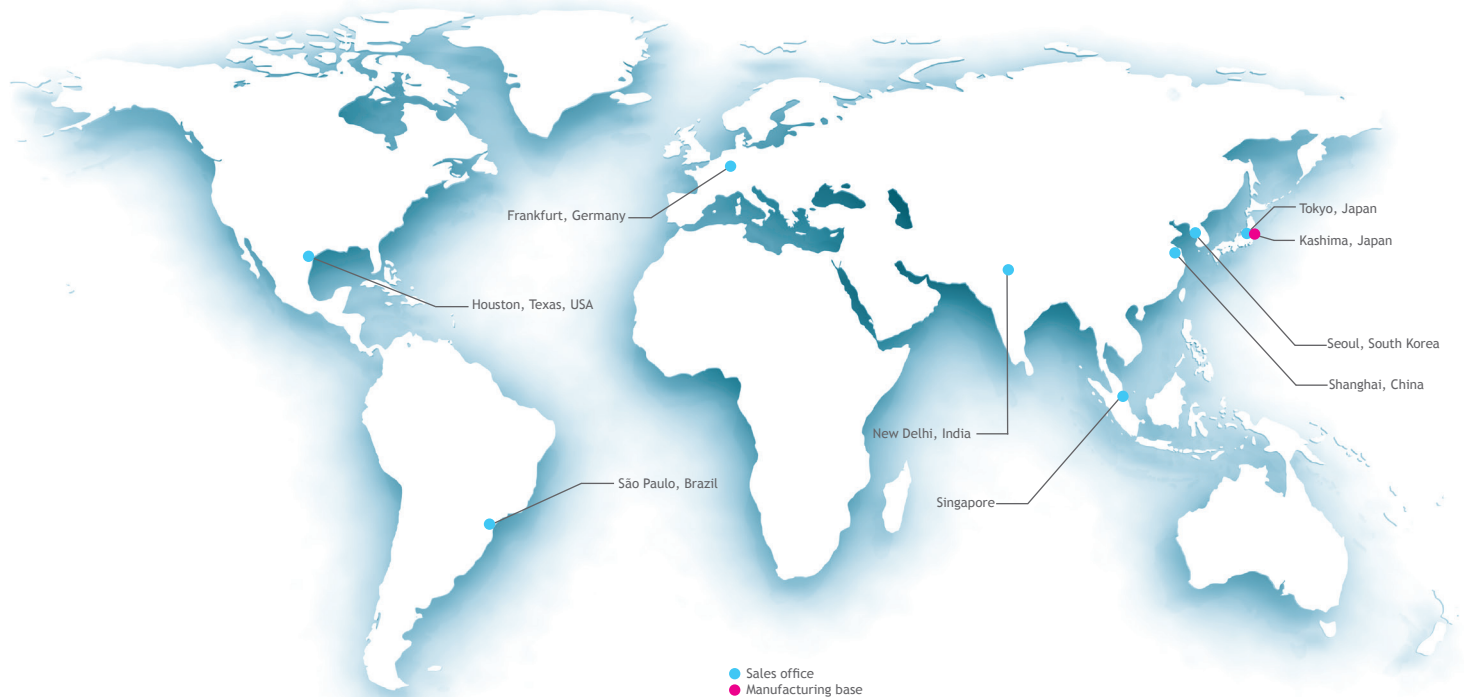 Frankfurt, Germany
Tokyo, Japan
Kashima, Japan
Houston, Texas, USA
Seoul, South Korea
Shanghai, China
New Delhi, India
São Paulo, Brazil
Singapore
Sales office
Manufacturing base